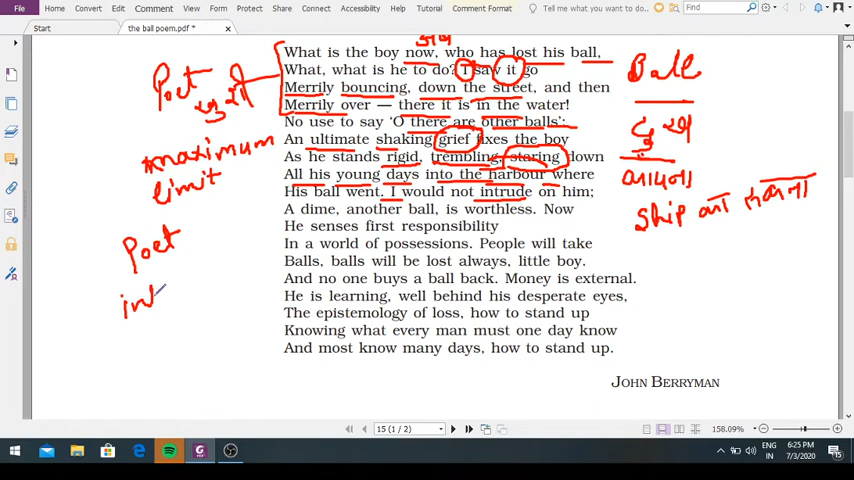 File
Home
Convert
Edit
Comment
View
Form
Protect
Share
Connect
Help
Tutorial
Comment Format
Tell me what you want to do...
Find
Start
the ball poem.pdf *
What is the boy now, who has lost his ball,
What, what is he to do? I saw it go
Merrily bouncing, down the street, and then
Merrily over — there it is in the water!
No use to say 'O there are other balls':
An ultimate shaking grief fixes the boy
As he stands rigid, trembling, staring down
All his young days into the harbour where
His ball went. I would not intrude on him;
A dime, another ball, is worthless. Now
He senses first responsibility
In a world of possessions. People will take
Balls, balls will be lost always, little boy.
And no one buys a ball back. Money is external.
He is learning, well behind his desperate eyes,
The epistemology of loss, how to stand up
Knowing what every man must one day know
And most know many days, how to stand up.
JOHN BERRYMAN
Poet
maximum
limit
Poet
Ball
ship
15 (1 / 2)
158.09%
ENG
IN
6:25 PM
7/3/2020
15